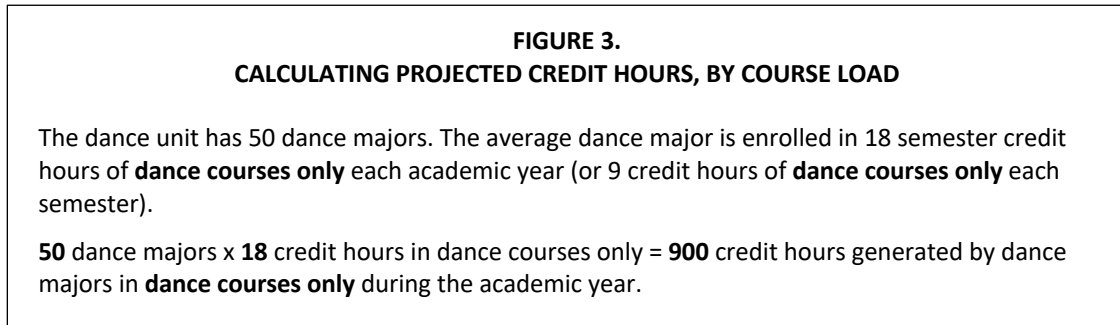 FIGURE 3.
CALCULATING PROJECTED CREDIT HOURS, BY COURSE LOAD
The dance unit has 50 dance majors. The average dance major is enrolled in 18 semester credit
hours of dance courses only each academic year (or 9 credit hours of dance courses only each
semester).
50 dance majors x 18 credit hours in dance courses only = 900 credit hours generated by dance
majors in dance courses only during the academic year.